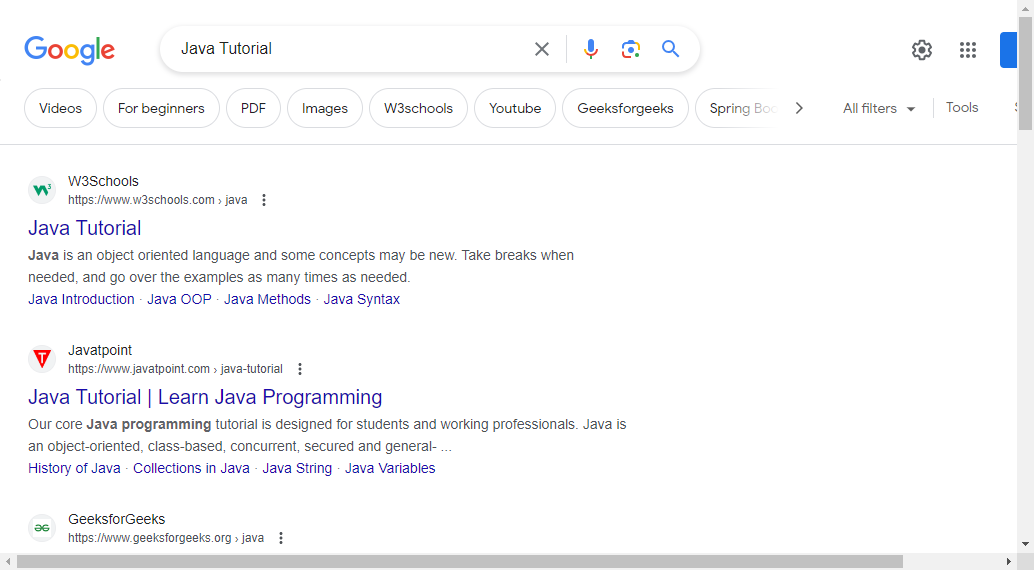 Google
Java Tutorial
Videos
For beginners
PDF
Images
W3schools
Youtube
Geeksforgeeks
Spring
All filters
Tools
W3Schools
https://www.w3schools.com › java
Java Tutorial
Java is an object oriented language and some concepts may be new. Take breaks when
needed, and go over the examples as many times as needed.
Java Introduction · Java OOP · Java Methods · Java Syntax
Javatpoint
https://www.javatpoint.com › java-tutorial
Java Tutorial | Learn Java Programming
Our core Java programming tutorial is designed for students and working professionals. Java is
an object-oriented, class-based, concurrent, secured and general- ...
History of Java · Collections in Java · Java String · Java Variables
GeeksforGeeks
https://www.geeksforgeeks.org › java